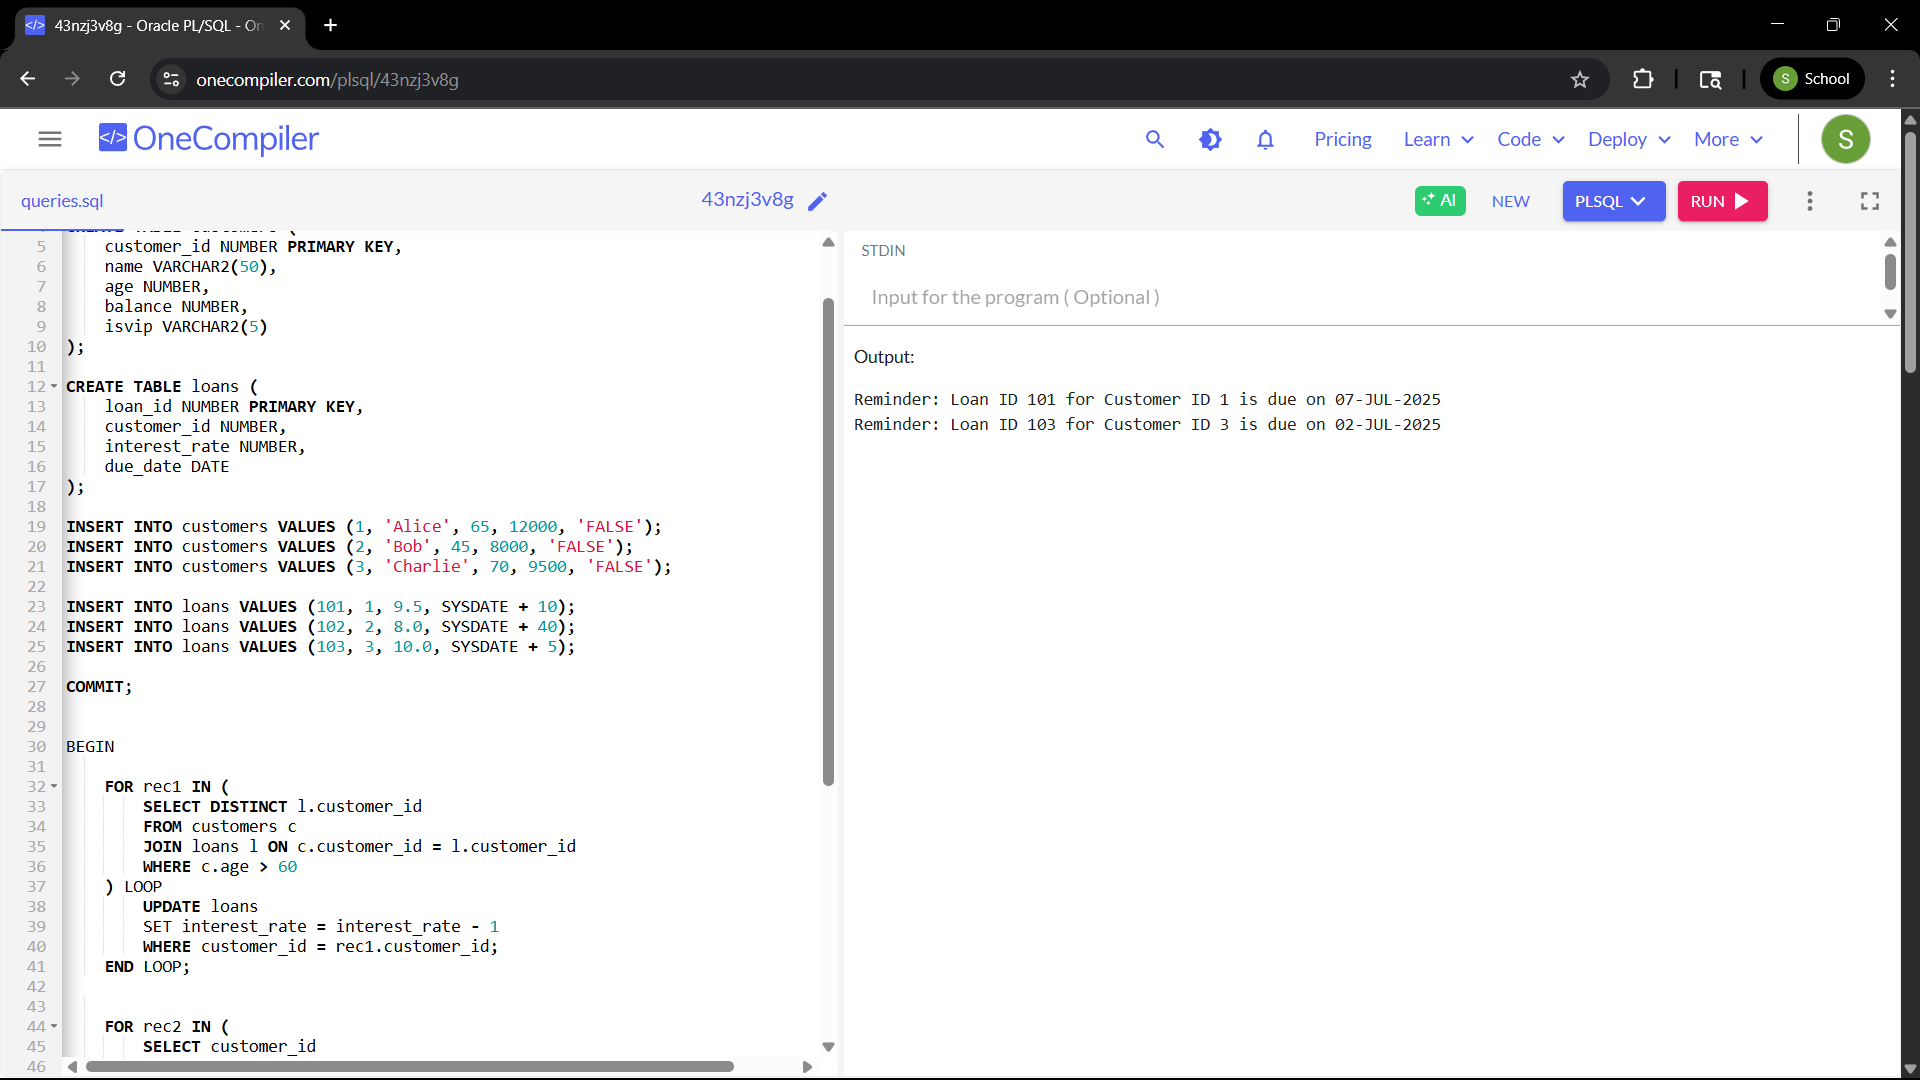 43nzj3v8g - Oracle PL/SQL - On
onecompiler.com/plsql/43nzj3v8g
School
S
OneCompiler
Pricing
Learn
Code
Deploy
More
S
queries.sql
43nzj3v8g
AI
NEW
PLSQL
RUN
5 customer_id NUMBER PRIMARY KEY,
6 name VARCHAR2(50),
7 age NUMBER,
8 balance NUMBER,
9 isvip VARCHAR2(5)
10 );
11
12 CREATE TABLE loans (
13 loan_id NUMBER PRIMARY KEY,
14 customer_id NUMBER,
15 interest_rate NUMBER,
16 due_date DATE
17 );
18
19 INSERT INTO customers VALUES (1, 'Alice', 65, 12000, 'FALSE');
20 INSERT INTO customers VALUES (2, 'Bob', 45, 8000, 'FALSE');
21 INSERT INTO customers VALUES (3, 'Charlie', 70, 9500, 'FALSE');
22
23 INSERT INTO loans VALUES (101, 1, 9.5, SYSDATE + 10);
24 INSERT INTO loans VALUES (102, 2, 8.0, SYSDATE + 40);
25 INSERT INTO loans VALUES (103, 3, 10.0, SYSDATE + 5);
26
27 COMMIT;
28
29
30 BEGIN
31
32 FOR rec1 IN (
33 SELECT DISTINCT l.customer_id
34 FROM customers c
35 JOIN loans l ON c.customer_id = l.customer_id
36 WHERE c.age > 60
37 ) LOOP
38 UPDATE loans
39 SET interest_rate = interest_rate - 1
40 WHERE customer_id = rec1.customer_id;
41 END LOOP;
42
43
44 FOR rec2 IN (
45 SELECT customer_id
46
STDIN
Input for the program ( Optional )
Output:
Reminder: Loan ID 101 for Customer ID 1 is due on 07-JUL-2025
Reminder: Loan ID 103 for Customer ID 3 is due on 02-JUL-2025